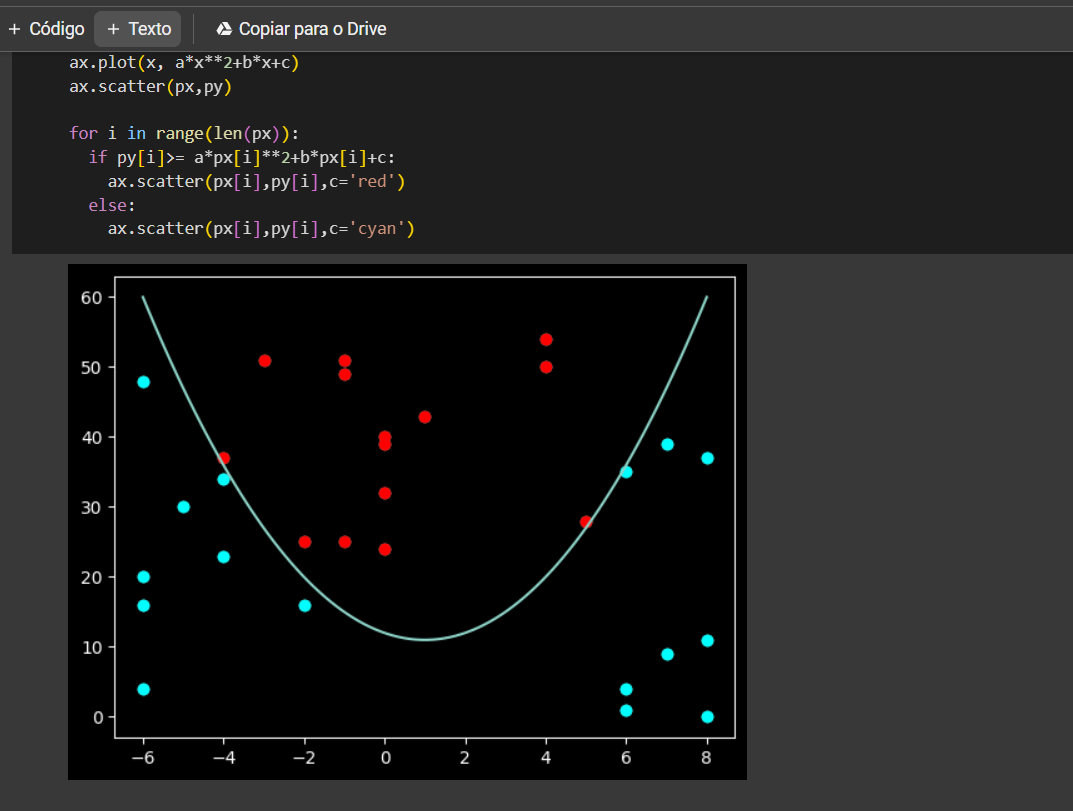 + Código + Texto Copiar para o Drive
ax.plot(x, a*x**2+b*x+c)
ax.scatter(px,py)
for i in range(len(px)):
if py[i]>= a*px[i]**2+b*px[i]+c:
ax.scatter(px[i],py[i],c='red')
else:
ax.scatter(px[i],py[i],c='cyan')
60
50
40
30
20
10
0
−6 −4 −2 0 2 4 6 8